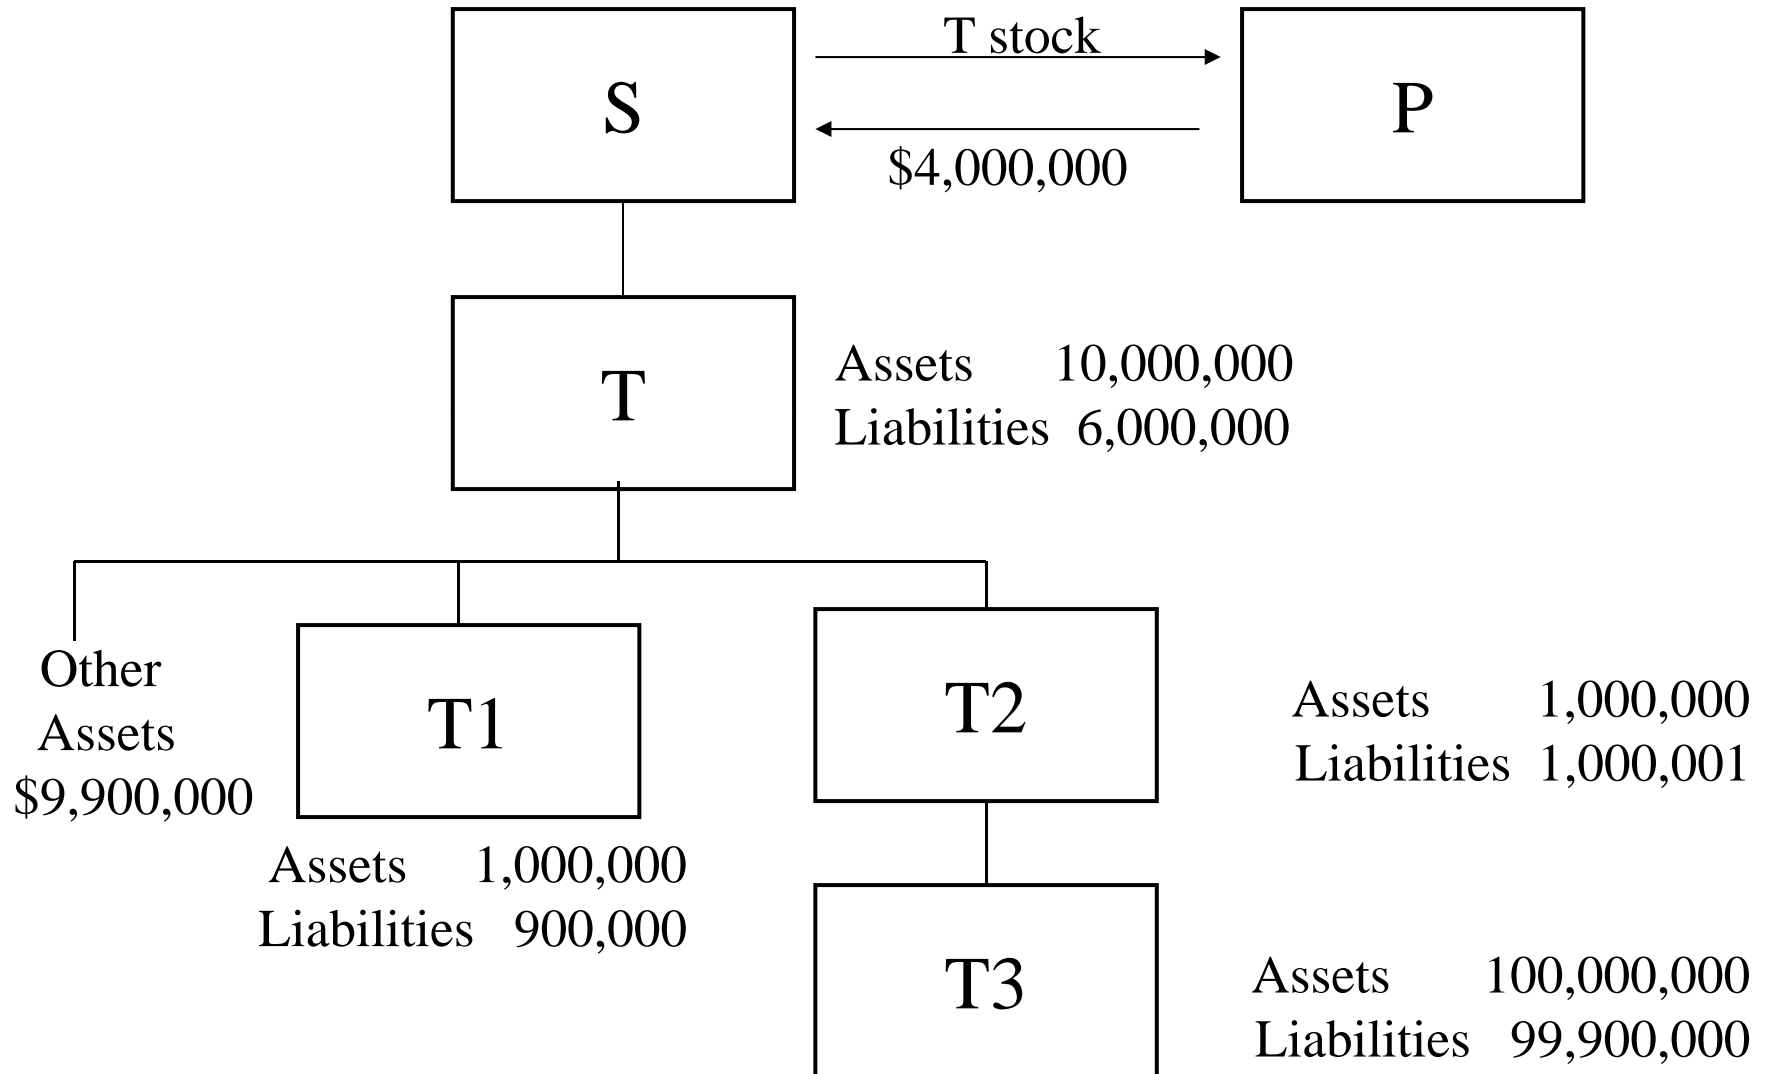 T stock
S
P
$4,000,000
T
Assets 10,000,000
Liabilities 6,000,000
Other
Assets
$9,900,000
T1
Assets 1,000,000
Liabilities 900,000
T2
Assets 1,000,000
Liabilities 1,000,001
T3
Assets 100,000,000
Liabilities 99,900,000